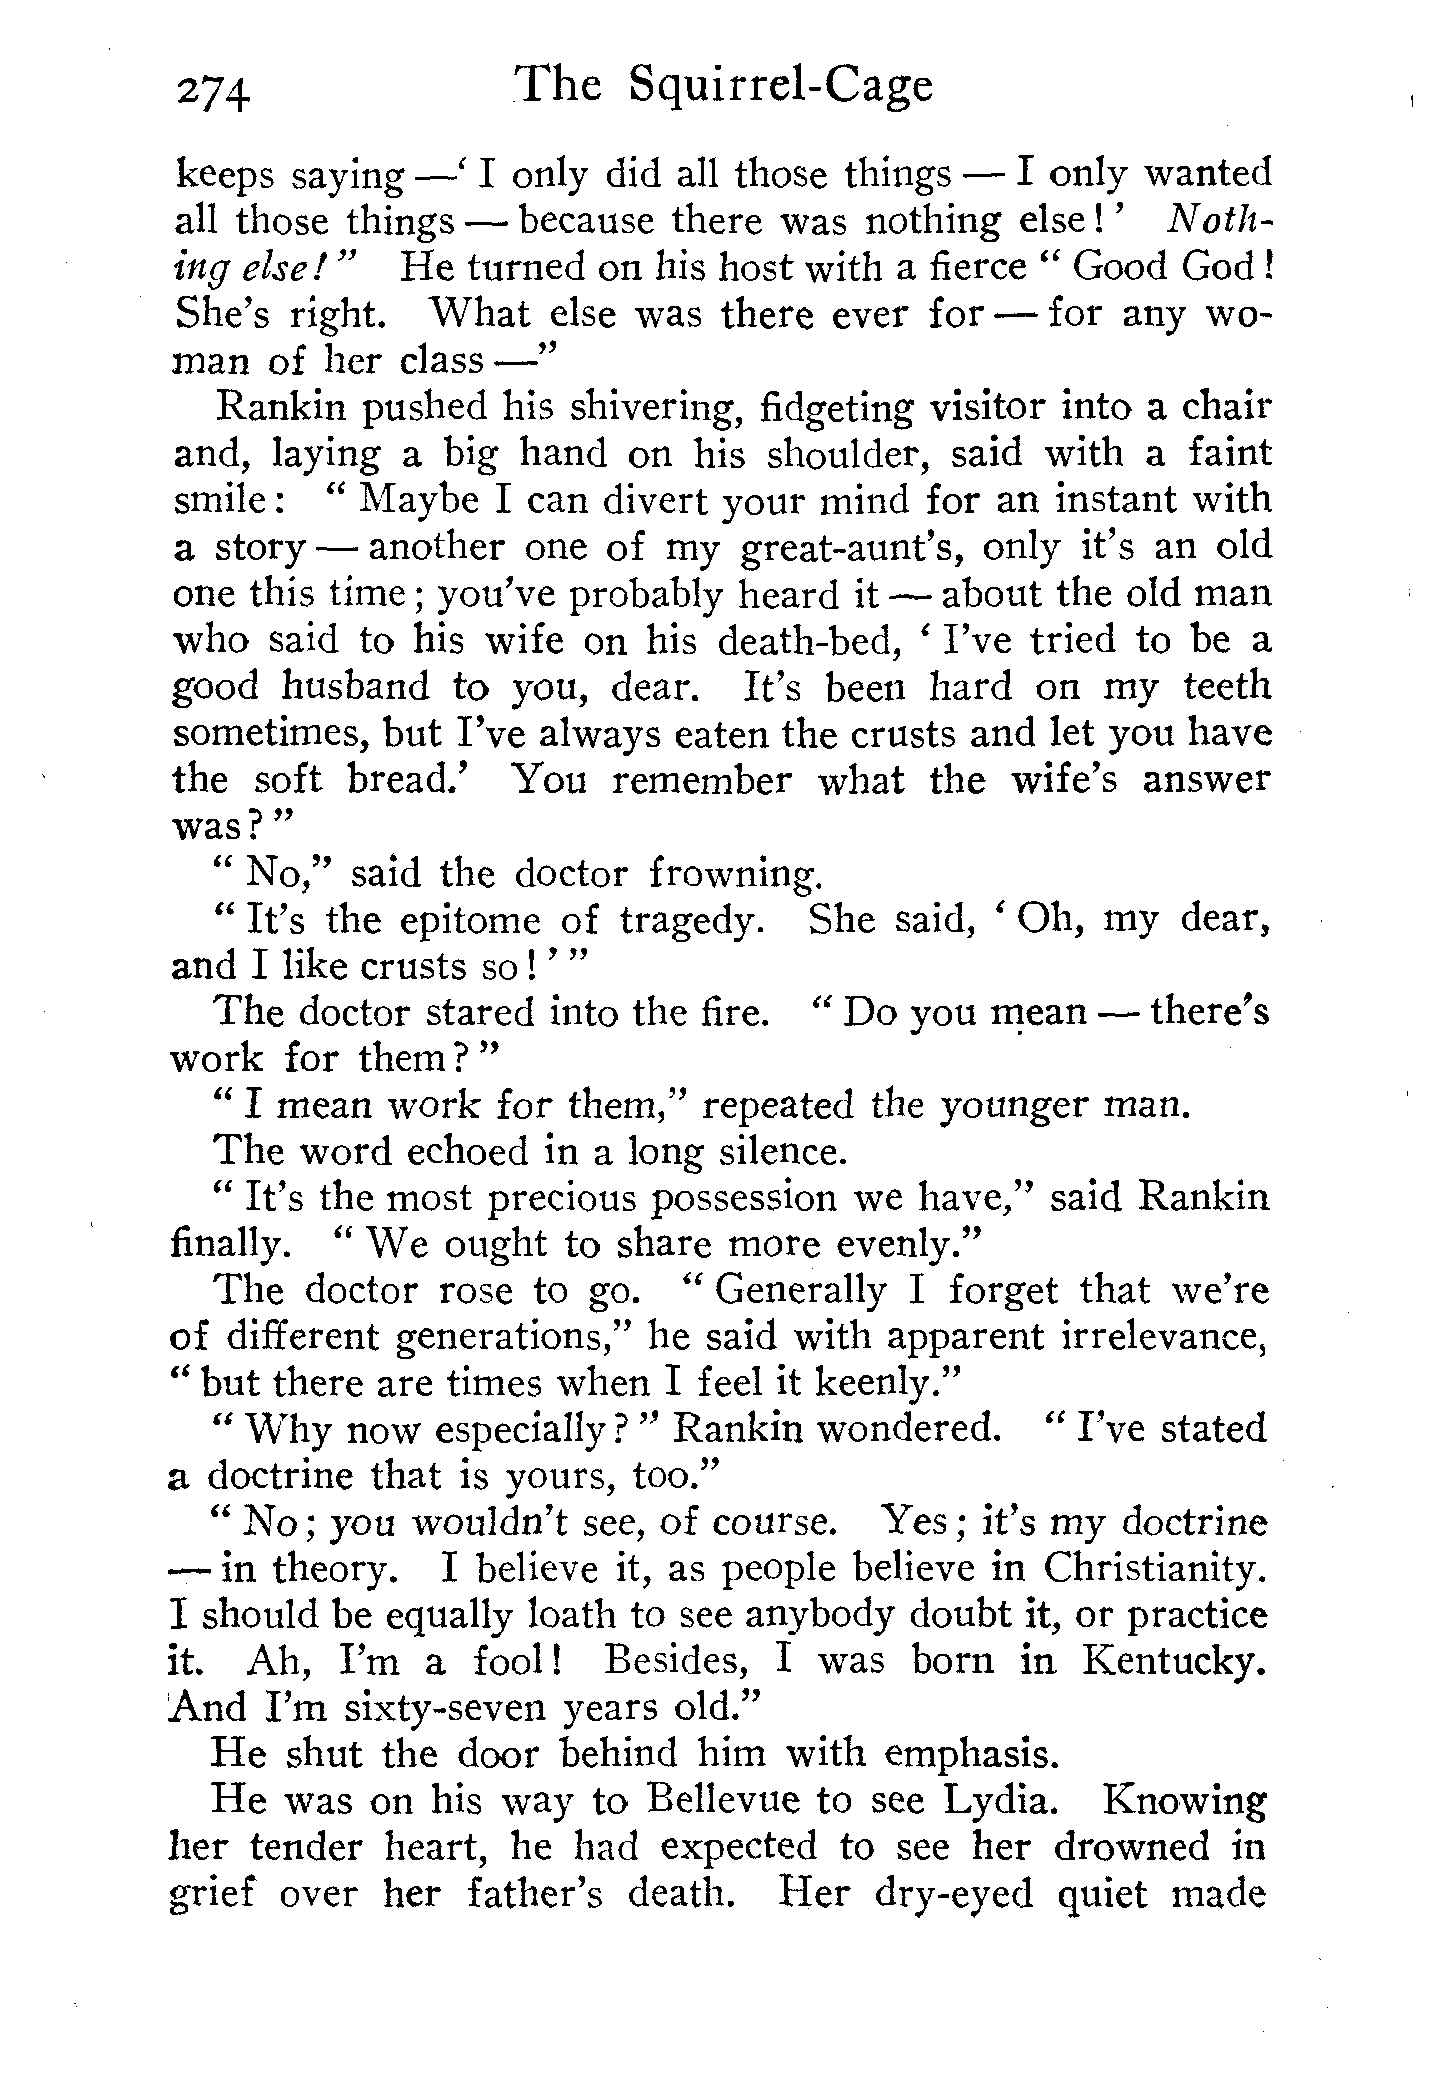 274 The Squirrel-Cage
keeps saying —‘ I only did all those things — I only wanted
all those things — because there was nothing else! ’ Noth-
ing else! ” He turned on his host with a fierce “ Good God!
She's right. What else was there ever for — for any wo-
man of her class —”
Rankin pushed his shivering, fidgeting visitor into a chair
and, laying a big hand on his shoulder, said with a faint
smile: “ Maybe I can divert your mind for an instant with
a story — another one of my great-aunt's, only it's an old
one this time; you've probably heard it — about the old man
who said to his wife on his death-bed, ‘ I've tried to be a
good husband to you, dear. It's been hard on my teeth
sometimes, but I've always eaten the crusts and let you have
the soft bread.’ You remember what the wife's answer
was? ”
“ No,” said the doctor frowning.
“ It's the epitome of tragedy. She said, ‘ Oh, my dear,
and I like crusts so! ’ ”
The doctor stared into the fire. “ Do you mean — there's
work for them? ”
“ I mean work for them,” repeated the younger man.
The word echoed in a long silence.
“ It's the most precious possession we have,” said Rankin
finally. “ We ought to share more evenly.”
The doctor rose to go. “ Generally I forget that we're
of different generations,” he said with apparent irrelevance,
“ but there are times when I feel it keenly.”
“ Why now especially? ” Rankin wondered. “ I've stated
a doctrine that is yours, too.”
“ No; you wouldn't see, of course. Yes; it's my doctrine
— in theory. I believe it, as people believe in Christianity.
I should be equally loath to see anybody doubt it, or practice
it. Ah, I'm a fool! Besides, I was born in Kentucky.
And I'm sixty-seven years old.”
He shut the door behind him with emphasis.
He was on his way to Bellevue to see Lydia. Knowing
her tender heart, he had expected to see her drowned in
grief over her father's death. Her dry-eyed quiet made